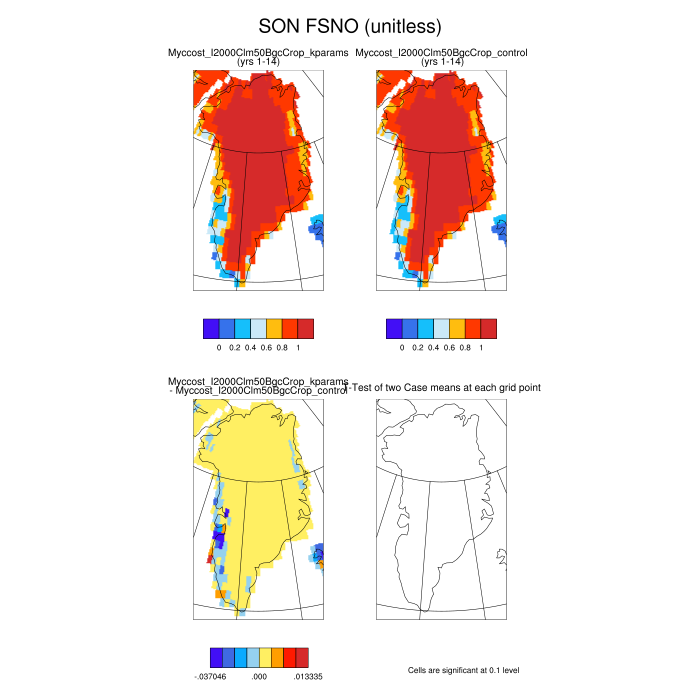 SON FSNO (unitless)
Myccost_I2000Clm50BgcCrop_kparams
(yrs 1-14)
Myccost_I2000Clm50BgcCrop_control
(yrs 1-14)
0 0.2 0.4 0.6 0.8 1
0 0.2 0.4 0.6 0.8 1
Myccost_I2000Clm50BgcCrop_kparams
- Myccost_I2000Clm50BgcCrop_control
T-Test of two Case means at each grid point
-.037046 .000 .013335
Cells are significant at 0.1 level